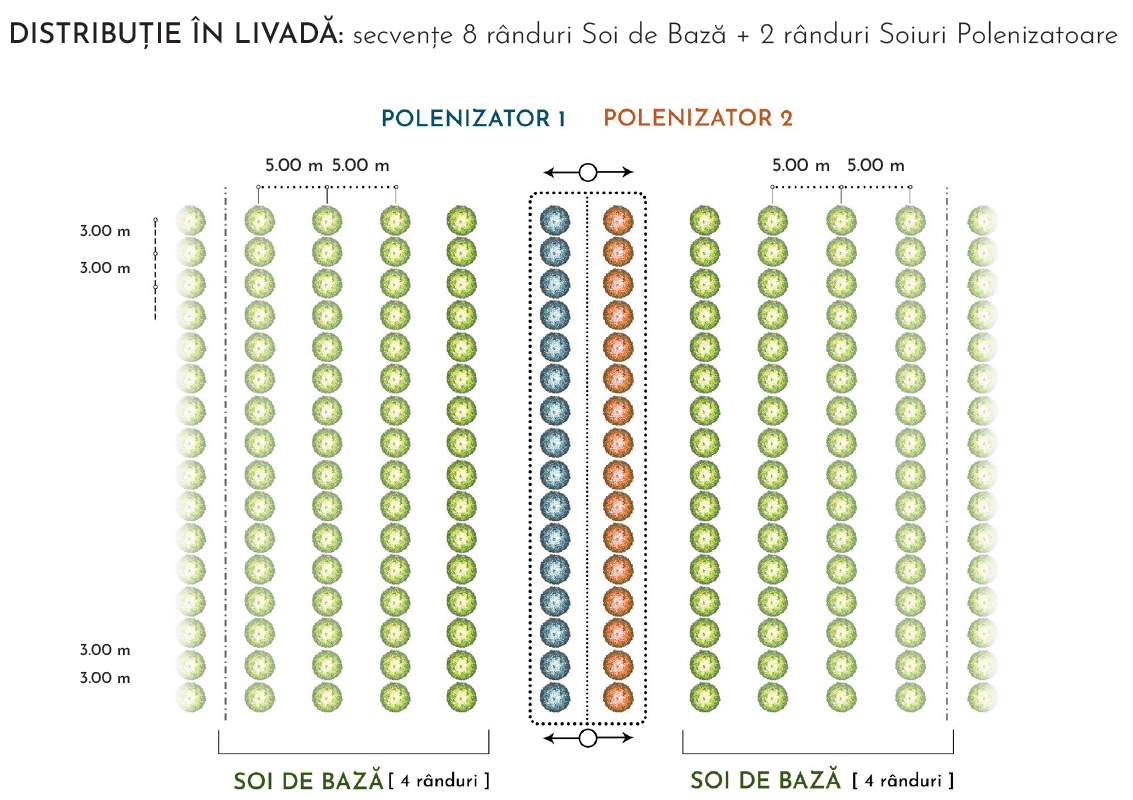 DISTRIBUȚIE ÎN LIVADĂ: secvențe 8 rânduri Soi de Bază + 2 rânduri Soiuri Polenizatoare
POLENIZATOR 1 POLENIZATOR 2
5.00 m 5.00 m 5.00 m 5.00 m
3.00 m
3.00 m
3.00 m
3.00 m
SOI DE BAZĂ [ 4 rânduri ] SOI DE BAZĂ [ 4 rânduri ]